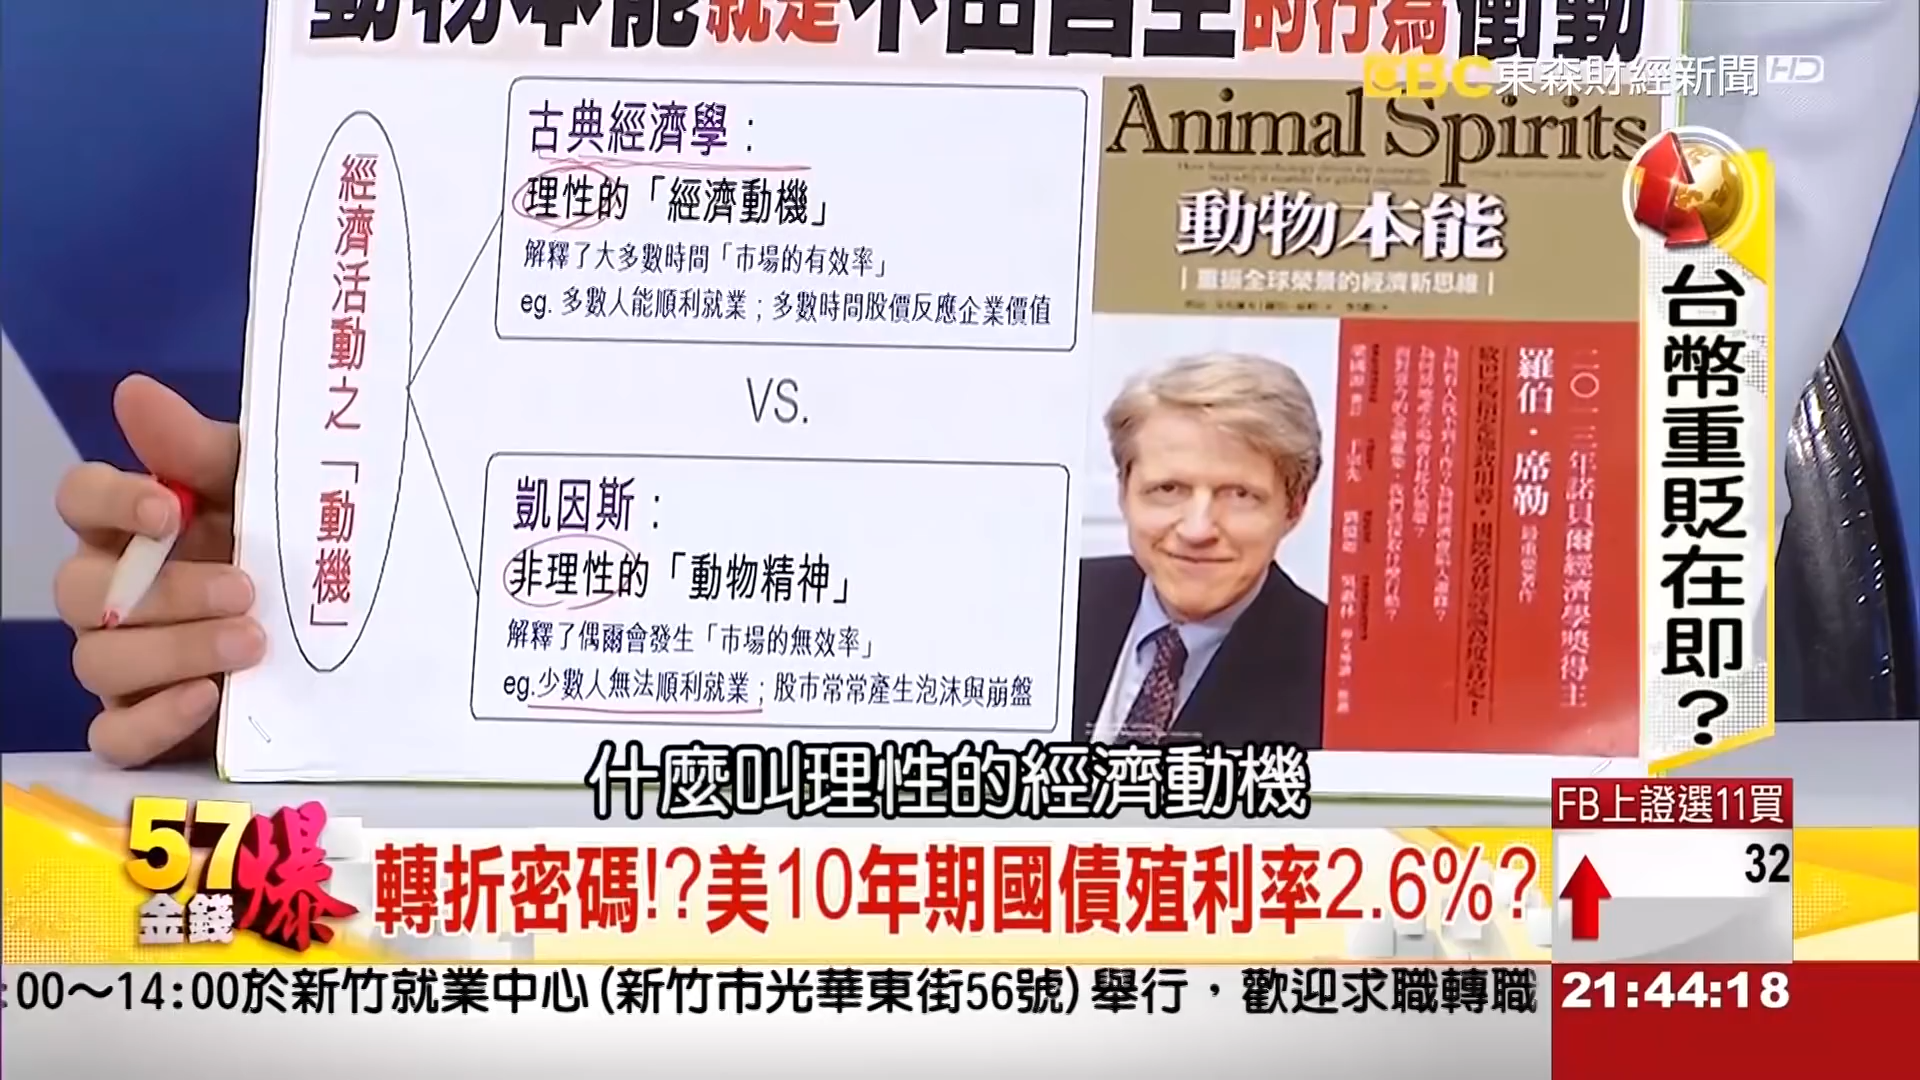 動物本能就是不由自主的行為衝動
EBC東森財經新聞HD
經濟活動之「動機」
古典經濟學：
理性的「經濟動機」
解釋了大多數時間「市場的有效率」
eg. 多數人能順利就業；多數時間股價反應企業價值
VS.
凱因斯：
非理性的「動物精神」
解釋了偶爾會發生「市場的無效率」
eg.少數人無法順利就業；股市常常產生泡沫與崩盤
Animal Spirits
動物本能
重振全球榮景的經濟新思維
二〇一三年諾貝爾經濟學獎得主
羅伯．席勒 最重要著作
台幣重貶在即？
什麼叫理性的經濟動機
57金錢爆
轉折密碼!?美10年期國債殖利率2.6%?
FB上證選11買
32
:00～14:00於新竹就業中心(新竹市光華東街56號)舉行，歡迎求職轉職
21:44:18